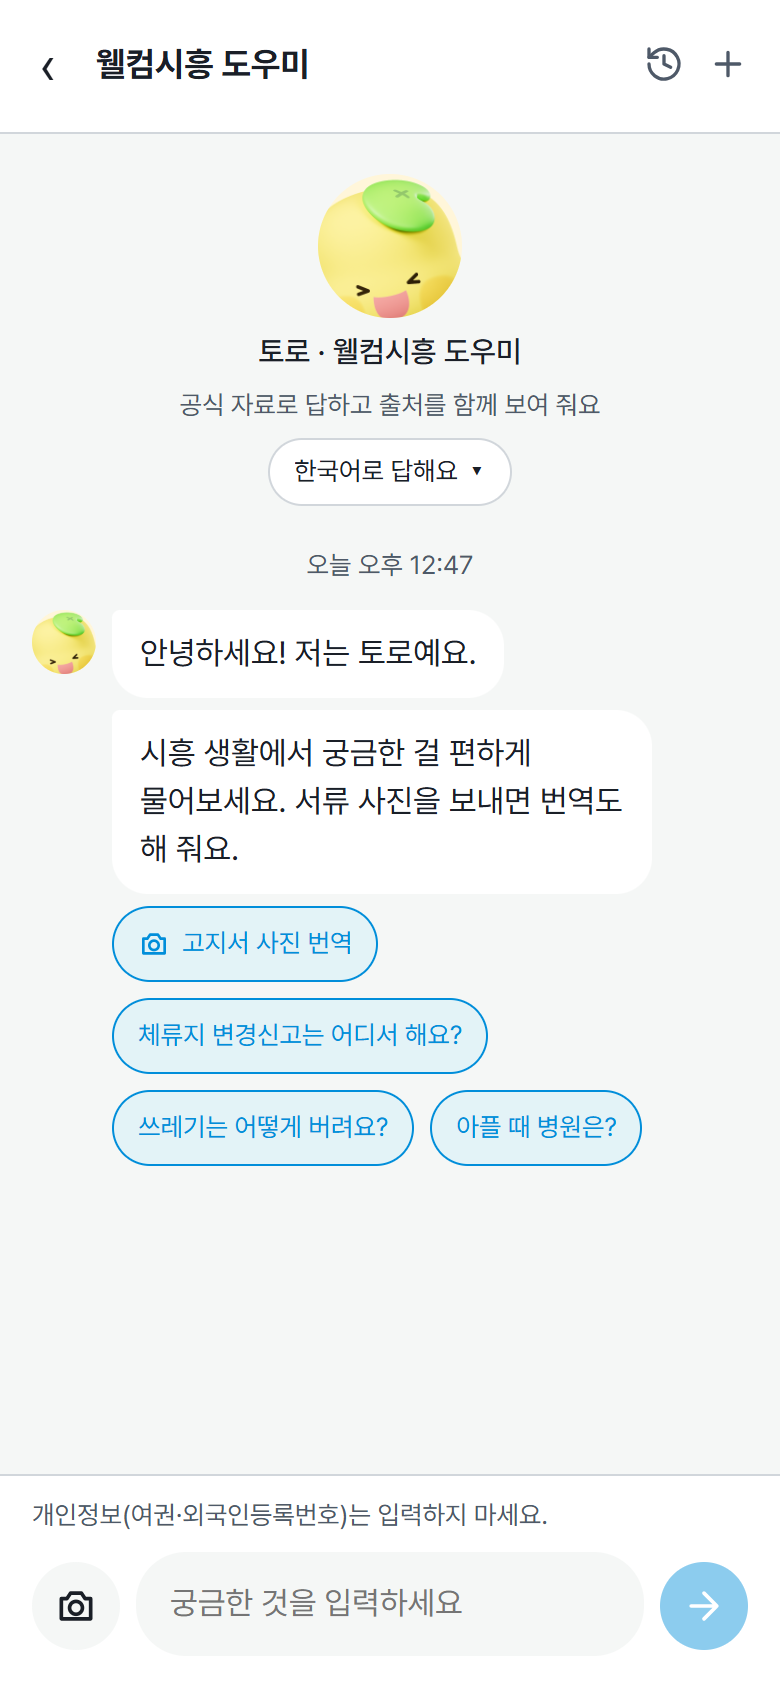 웰컴시흥 도우미
토로 · 웰컴시흥 도우미
공식 자료로 답하고 출처를 함께 보여 줘요
한국어로 답해요 ▼
오늘 오후 12:47
안녕하세요! 저는 토로예요.
시흥 생활에서 궁금한 걸 편하게
물어보세요. 서류 사진을 보내면 번역도
해 줘요.
고지서 사진 번역
체류지 변경신고는 어디서 해요?
쓰레기는 어떻게 버려요?
아플 때 병원은?
개인정보(여권·외국인등록번호)는 입력하지 마세요.
궁금한 것을 입력하세요